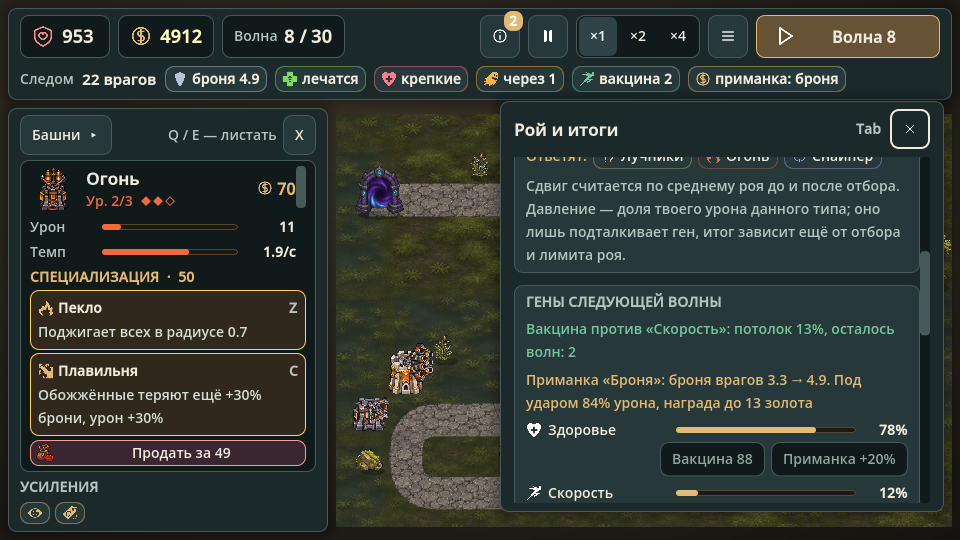 953
4912
Волна 8 / 30
2
×1
×2
×4
Волна 8
Следом 22 врагов
броня 4.9
лечатся
крепкие
через 1
вакцина 2
приманка: броня
Башни
Q / E — листать
X
Огонь
70
Ур. 2/3
Урон 11
Темп 1.9/с
СПЕЦИАЛИЗАЦИЯ · 50
Пекло Z
Поджигает всех в радиусе 0.7
Плавильня C
Обожжённые теряют ещё +30%
брони, урон +30%
Продать за 49
УСИЛЕНИЯ
Рой и итоги
Tab
Ответят: Лучники Огонь Снайпер
Сдвиг считается по среднему роя до и после отбора.
Давление — доля твоего урона данного типа; оно
лишь подталкивает ген, итог зависит ещё от отбора
и лимита роя.
ГЕНЫ СЛЕДУЮЩЕЙ ВОЛНЫ
Вакцина против «Скорость»: потолок 13%, осталось
волн: 2
Приманка «Броня»: броня врагов 3.3 → 4.9. Под
ударом 84% урона, награда до 13 золота
Здоровье 78%
Вакцина 88
Приманка +20%
Скорость 12%